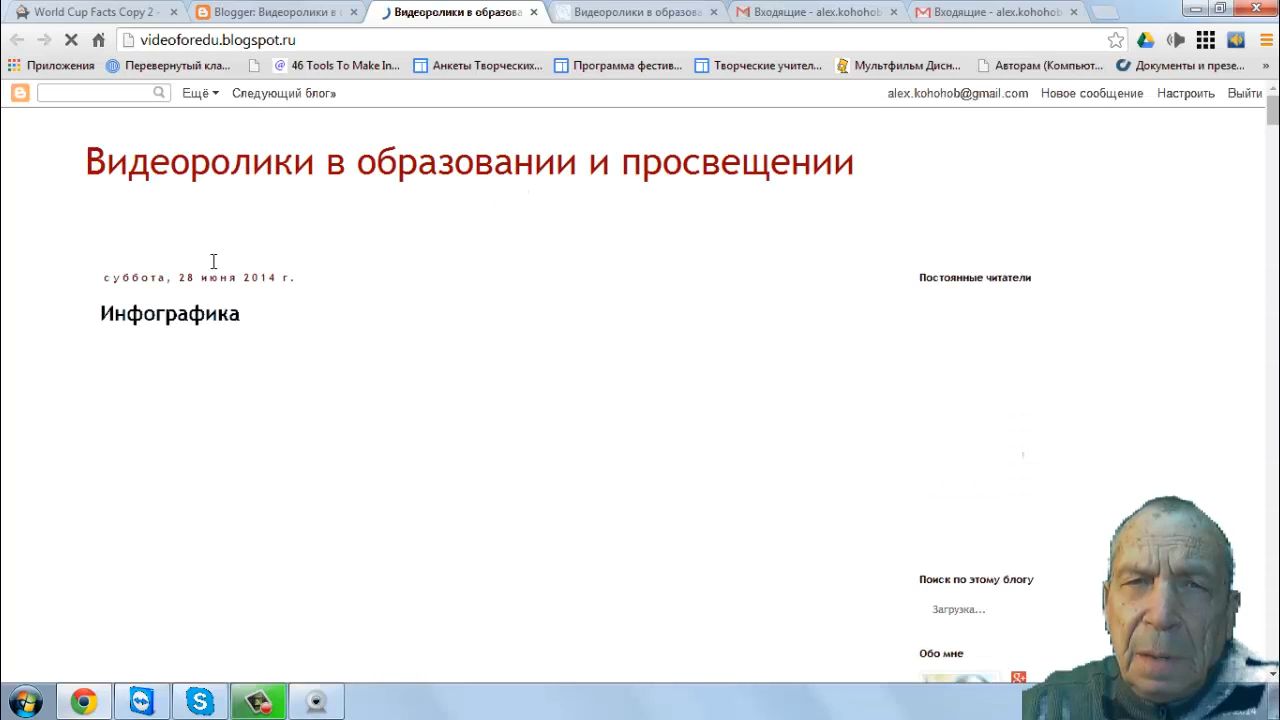 World Cup Facts Copy 2 -
Blogger: Видеоролики в
Видеоролики в образова
Видеоролики в образова
Входящие - alex.kohohob
Входящие - alex.kohohob
videoforedu.blogspot.ru
Приложения
Перевернутый кла...
46 Tools To Make In...
Анкеты Творческих...
Программа фестив...
Творческие учител...
Мультфильм Дисн...
Авторам (Компьют...
Документы и презе...
»
Ещё
Следующий блог»
alex.kohohob@gmail.com
Новое сообщение
Настроить
Выйти
Видеоролики в образовании и просвещении
суббота, 28 июня 2014 г.
Постоянные читатели
Инфографика
Поиск по этому блогу
Загрузка...
Обо мне